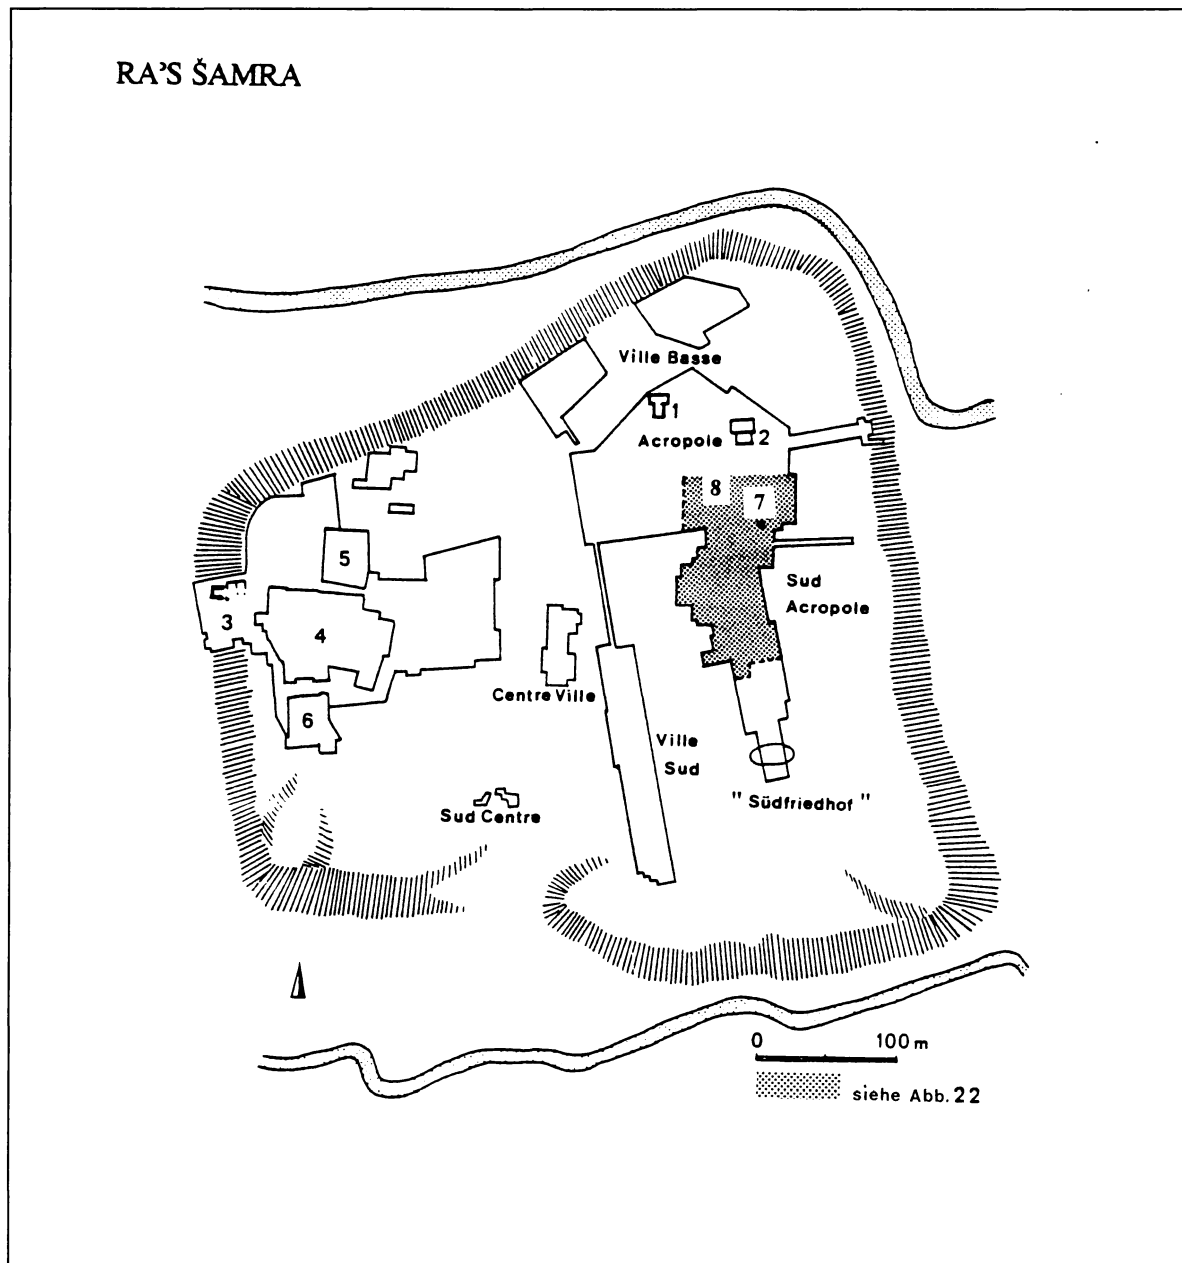 RA’S ŠAMRA
Ville Basse
1
Acropole
2
8
7
5
Sud
Acropole
3
4
Centre Ville
6
Ville
Sud
" Südfriedhof "
Sud Centre
0 100 m
siehe Abb. 22